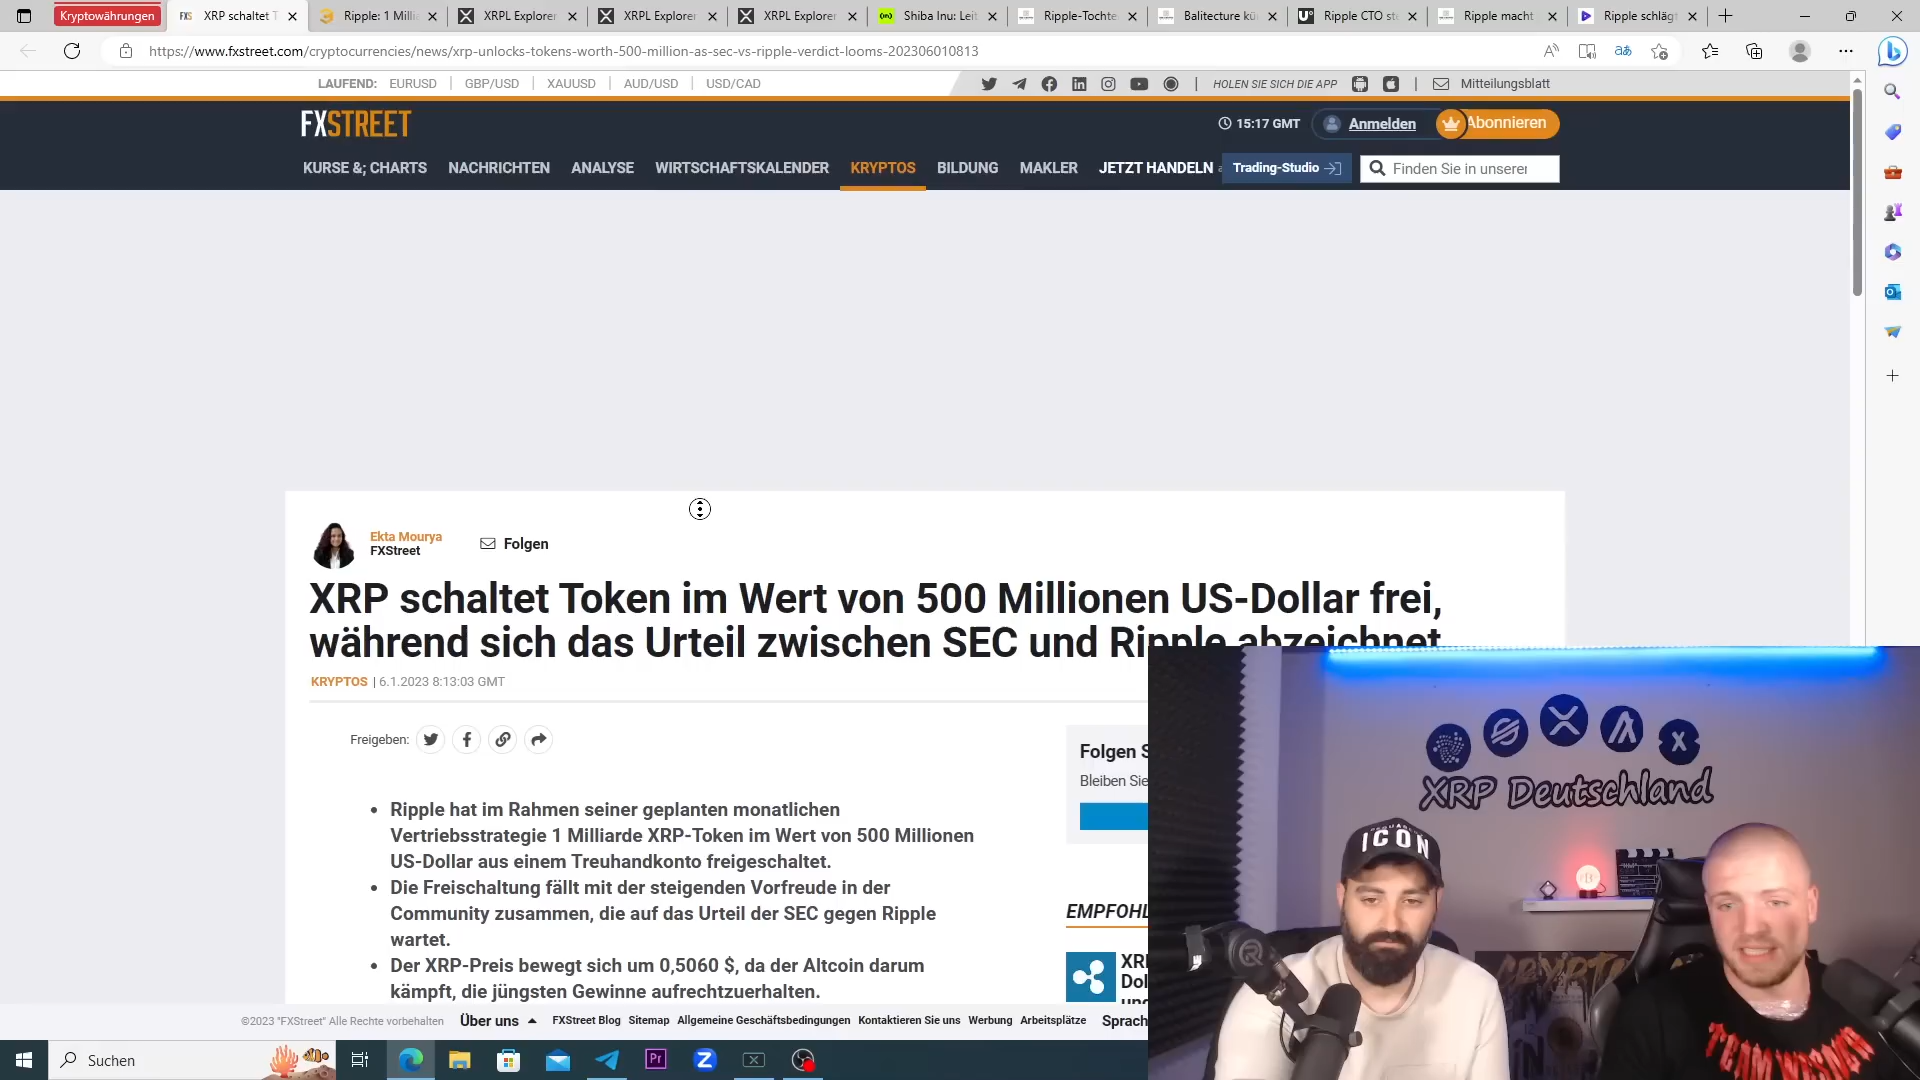 Kryptowährungen
XRP schaltet T
Ripple: 1 Milli
XRPL Explorer
XRPL Explorer
XRPL Explorer
Shiba Inu: Leit
Ripple-Tochte
Balitecture kü
Ripple CTO st
Ripple macht
Ripple schläg
https://www.fxstreet.com/cryptocurrencies/news/xrp-unlocks-tokens-worth-500-million-as-sec-vs-ripple-verdict-looms-202306010813
LAUFEND: EURUSD GBP/USD XAUUSD AUD/USD USD/CAD
HOLEN SIE SICH DIE APP
Mitteilungsblatt
FXSTREET
15:17 GMT
Anmelden
Abonnieren
KURSE &; CHARTS NACHRICHTEN ANALYSE WIRTSCHAFTSKALENDER KRYPTOS BILDUNG MAKLER JETZT HANDELN
Trading-Studio
Finden Sie in unserer
Ekta Mourya
FXStreet
Folgen
XRP schaltet Token im Wert von 500 Millionen US-Dollar frei,
während sich das Urteil zwischen SEC und Ripple abzeichnet
KRYPTOS | 6.1.2023 8:13:03 GMT
Freigeben:
Folgen S
Bleiben Sie
• Ripple hat im Rahmen seiner geplanten monatlichen
Vertriebsstrategie 1 Milliarde XRP-Token im Wert von 500 Millionen
US-Dollar aus einem Treuhandkonto freigeschaltet.
• Die Freischaltung fällt mit der steigenden Vorfreude in der
Community zusammen, die auf das Urteil der SEC gegen Ripple
wartet.
• Der XRP-Preis bewegt sich um 0,5060 $, da der Altcoin darum
kämpft, die jüngsten Gewinne aufrechtzuerhalten.
EMPFOHL
XRI
Dol
©2023 "FXStreet" Alle Rechte vorbehalten
Über uns
FXStreet Blog Sitemap Allgemeine Geschäftsbedingungen Kontaktieren Sie uns Werbung Arbeitsplätze
Sprach
XRP Deutschland
ICON
Suchen